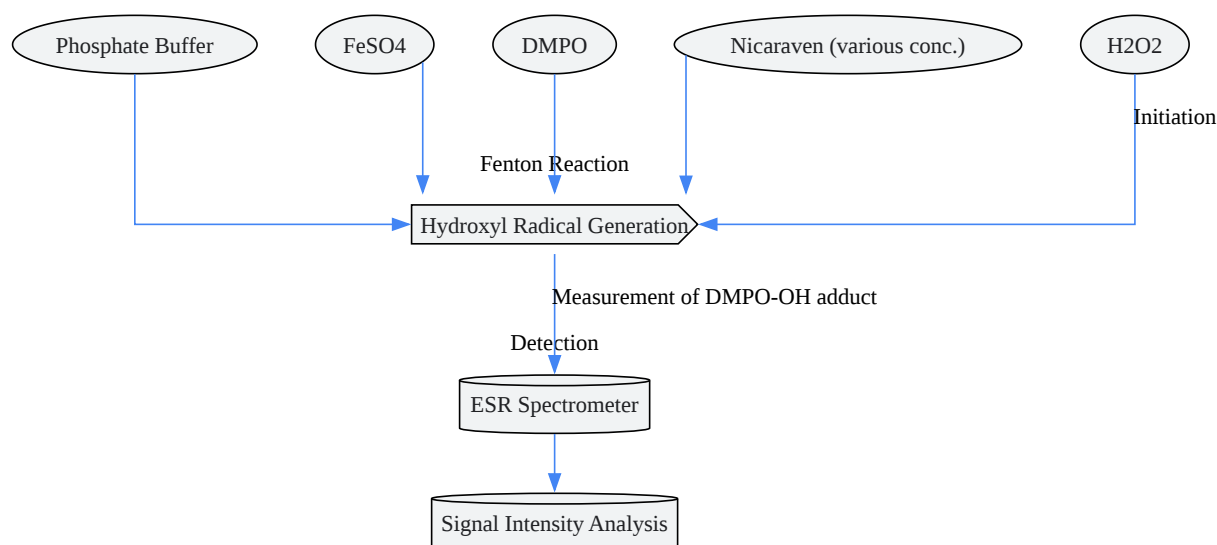 Phosphate Buffer
FeSO4
DMPO
Nicaraven (various conc.)
H2O2
Initiation
Fenton Reaction
Hydroxyl Radical Generation
Measurement of DMPO-OH adduct
Detection
ESR Spectrometer
Signal Intensity Analysis